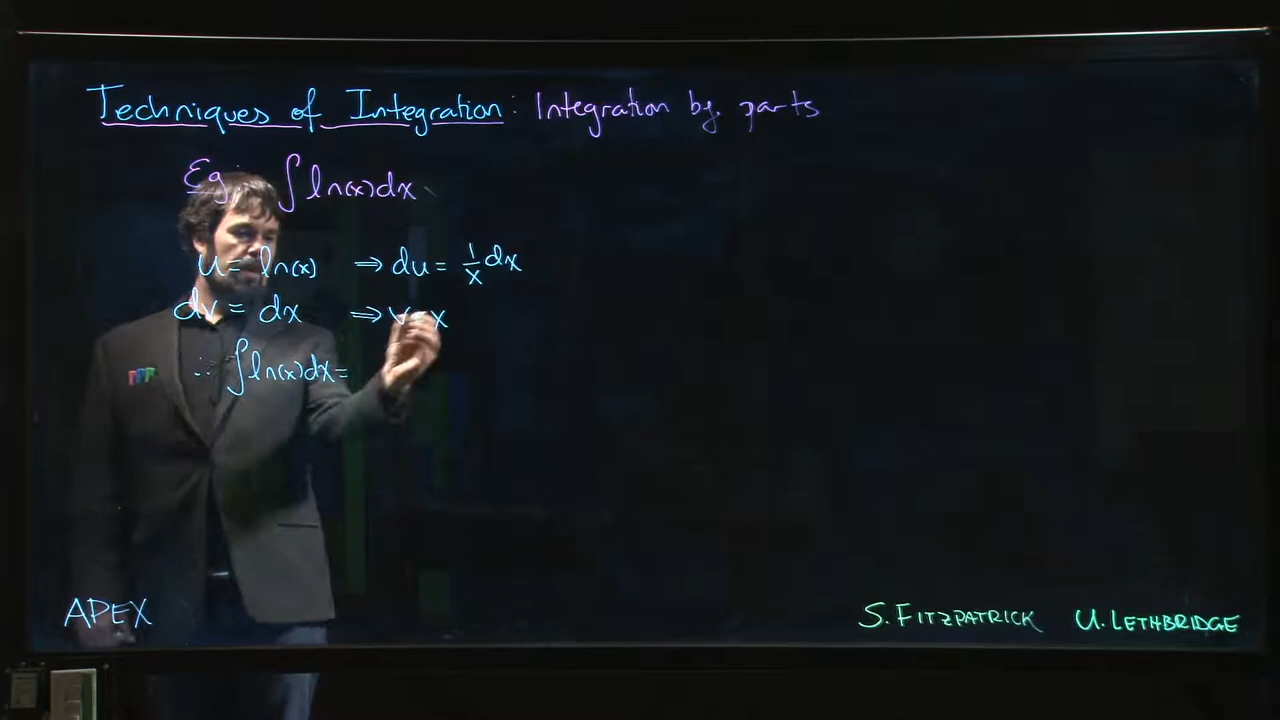 Techniques of Integration: Integration by parts
Eg: ∫ ln(x) dx
u = ln(x) ⇒ du = 1/x dx
dv = dx ⇒ v = x
∴ ∫ ln(x) dx =
APEX
S. FITZPATRICK U. LETHBRIDGE